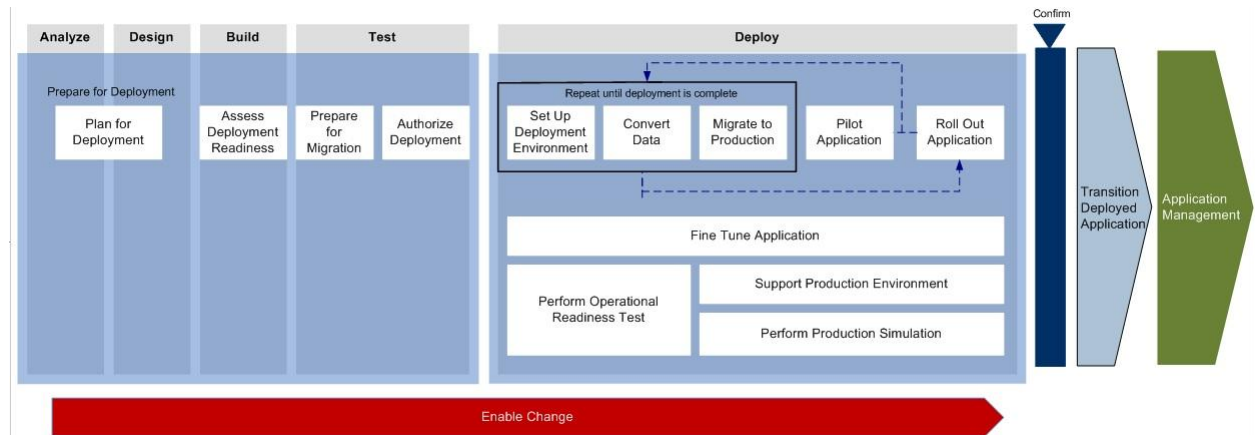 Confirm
Analyze
Design
Build
Test
Deploy
Prepare for Deployment
Plan for
Deployment
Assess
Deployment
Readiness
Prepare
for
Migration
Authorize
Deployment
Repeat until deployment is complete
Set Up
Deployment
Environment
Convert
Data
Migrate to
Production
Pilot
Application
Roll Out
Application
Fine Tune Application
Perform Operational
Readiness Test
Support Production Environment
Perform Production Simulation
Transition
Deployed
Application
Application
Management
Enable Change